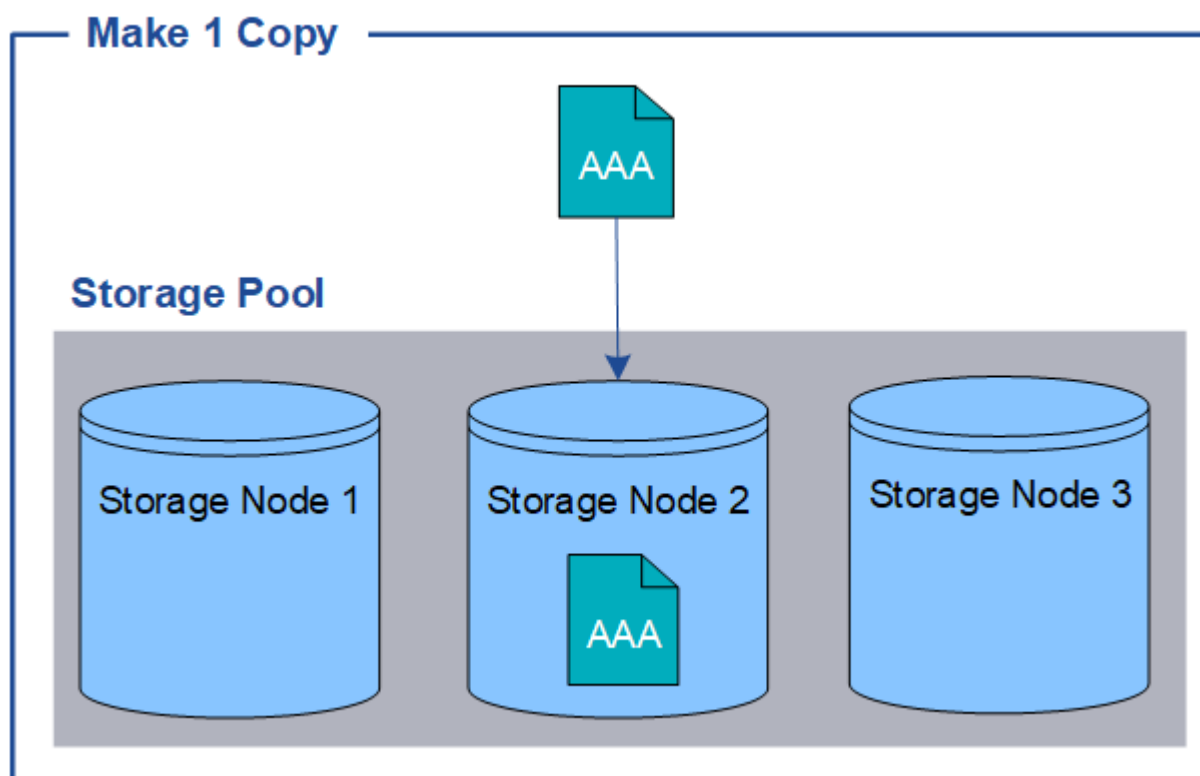 Make 1 Copy
AAA
Storage Pool
Storage Node 1
Storage Node 2
Storage Node 3
AAA